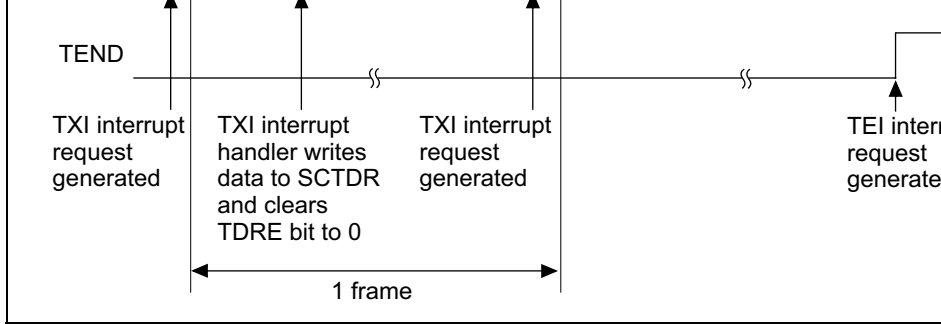 TEND
TXI interrupt
request
generated
TXI interrupt
handler writes
data to SCTDR
and clears
TDRE bit to 0
TXI interrupt
request
generated
TEI
request
1 frame